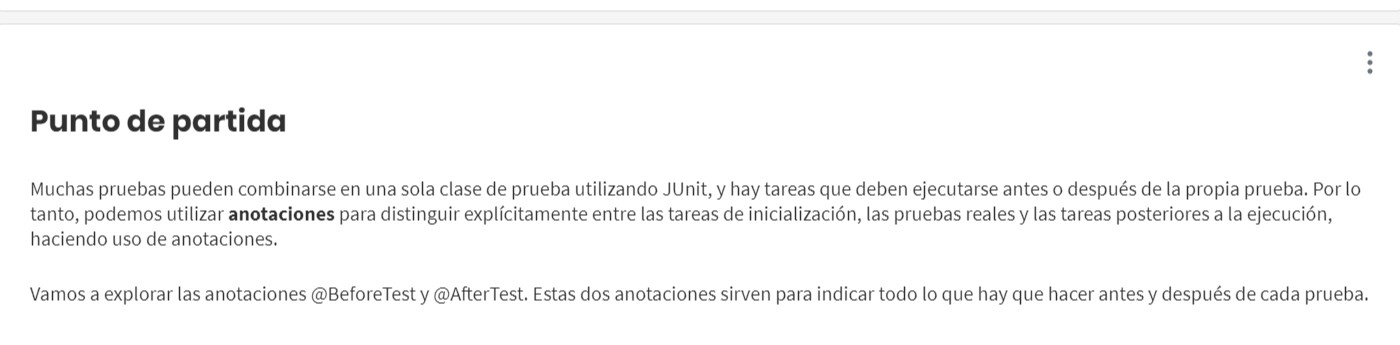 Punto de partida
Muchas pruebas pueden combinarse en una sola clase de prueba utilizando JUnit, y hay tareas que deben ejecutarse antes o después de la propia prueba. Por lo
tanto, podemos utilizar anotaciones para distinguir explícitamente entre las tareas de inicialización, las pruebas reales y las tareas posteriores a la ejecución,
haciendo uso de anotaciones.
Vamos a explorar las anotaciones @BeforeTest y @AfterTest. Estas dos anotaciones sirven para indicar todo lo que hay que hacer antes y después de cada prueba.